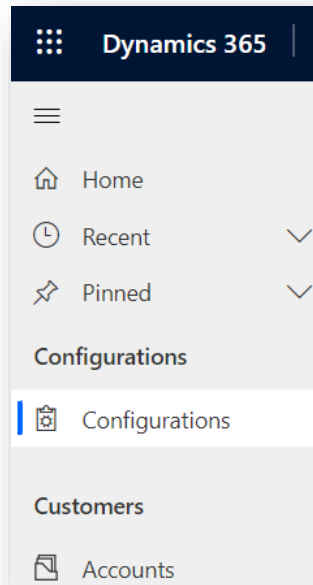 Dynamics 365
Home
Recent
Pinned
Configurations
Configurations
Customers
Accounts